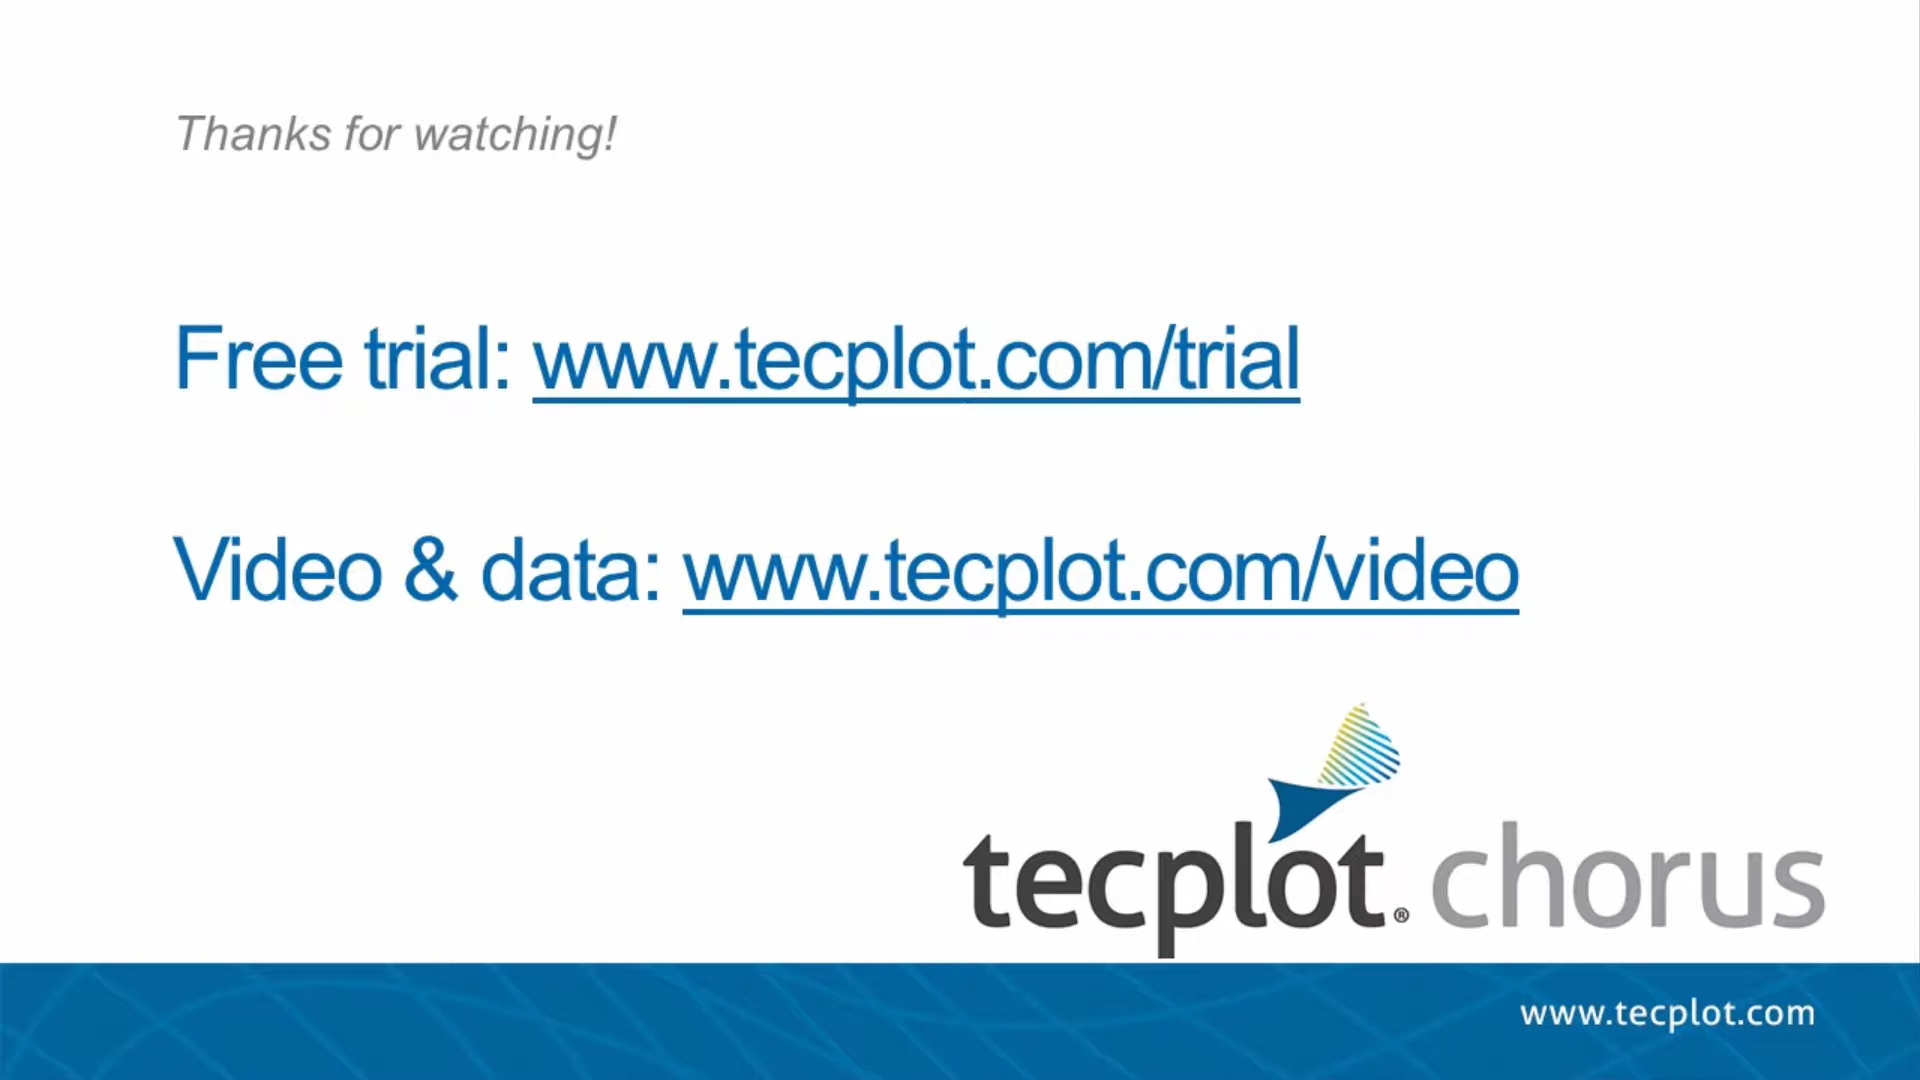 Thanks for watching!
Free trial: www.tecplot.com/trial
Video & data: www.tecplot.com/video
tecplot.® chorus
www.tecplot.com